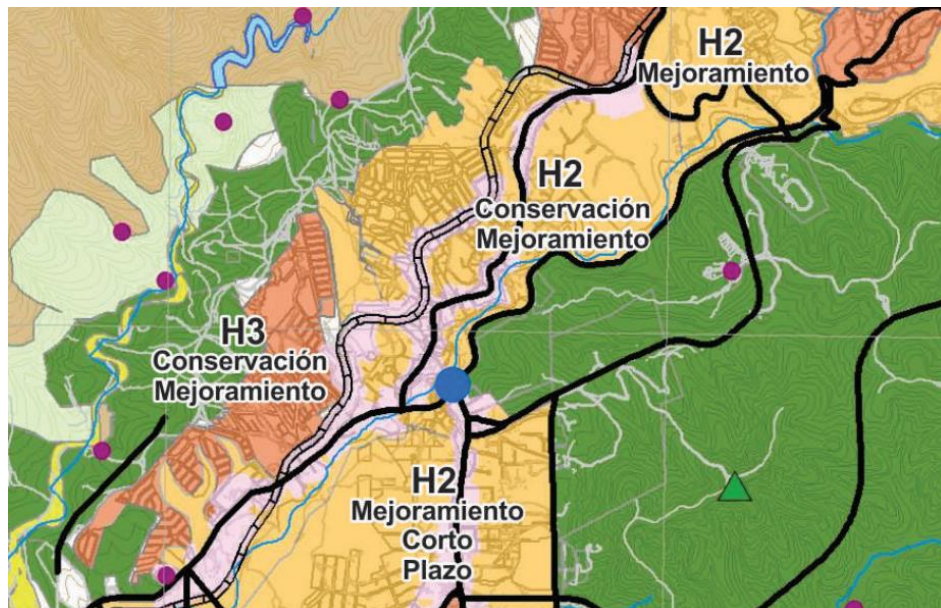 H2
Mejoramiento
H2
Conservación
Mejoramiento
H3
Conservación
Mejoramiento
H2
Mejoramiento
Corto
Plazo